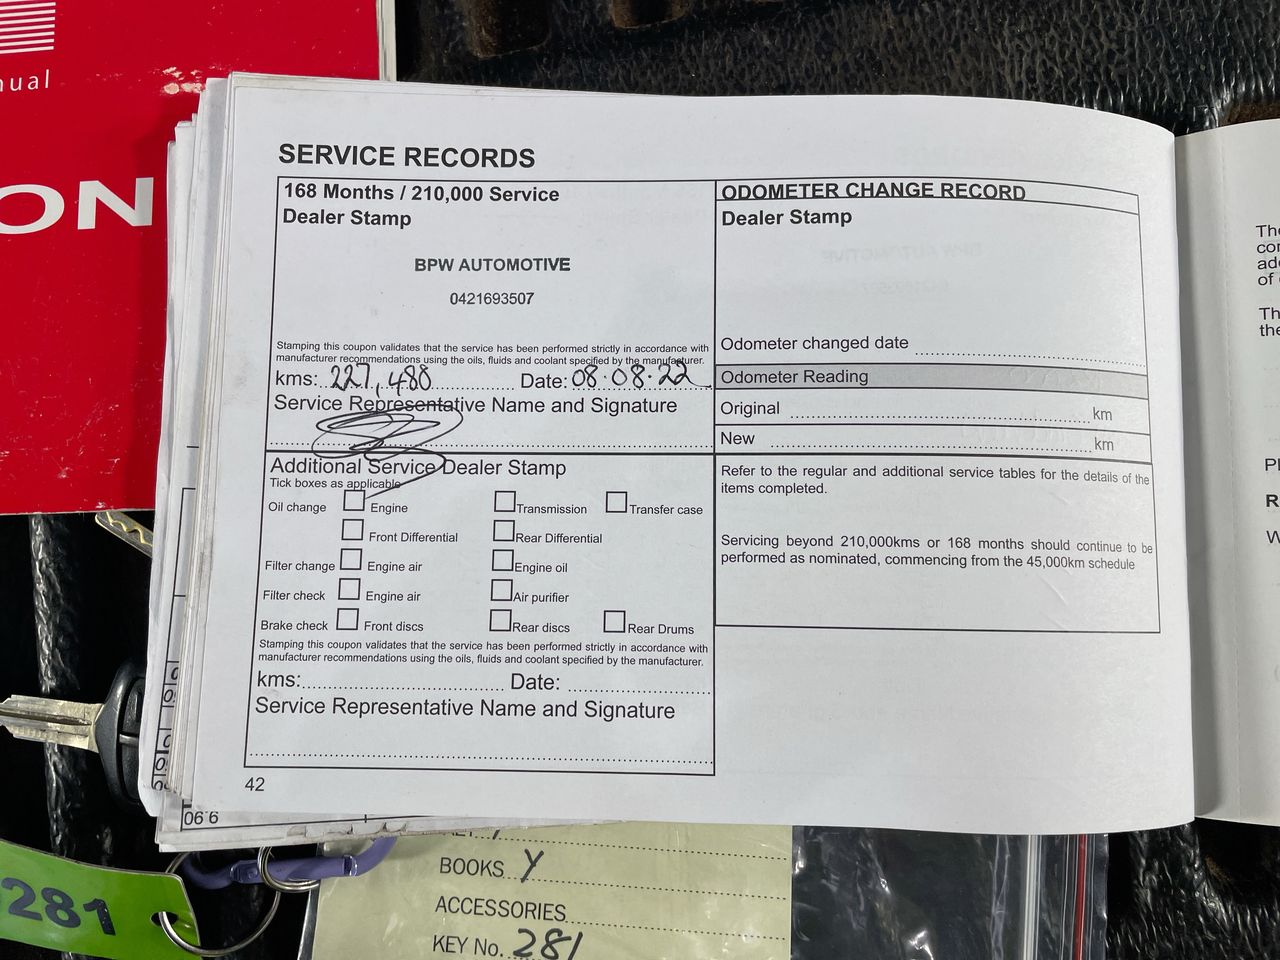 nual
ON
SERVICE RECORDS
168 Months / 210,000 Service
Dealer Stamp
BPW AUTOMOTIVE
0421693507
Stamping this coupon validates that the service has been performed strictly in accordance with
manufacturer recommendations using the oils, fluids and coolant specified by the manufacturer.
kms: 227,488 Date: 08.08.22
Service Representative Name and Signature
Additional Service Dealer Stamp
Tick boxes as applicable
Oil change Engine Transmission Transfer case
Front Differential Rear Differential
Filter change Engine air Engine oil
Filter check Engine air Air purifier
Brake check Front discs Rear discs Rear Drums
Stamping this coupon validates that the service has been performed strictly in accordance with
manufacturer recommendations using the oils, fluids and coolant specified by the manufacturer.
kms: Date:
Service Representative Name and Signature
42
ODOMETER CHANGE RECORD
Dealer Stamp
Odometer changed date
Odometer Reading
Original km
New km
Refer to the regular and additional service tables for the details of the
items completed.
Servicing beyond 210,000kms or 168 months should continue to be
performed as nominated, commencing from the 45,000km schedule
BOOKS Y
ACCESSORIES
KEY No. 281
281